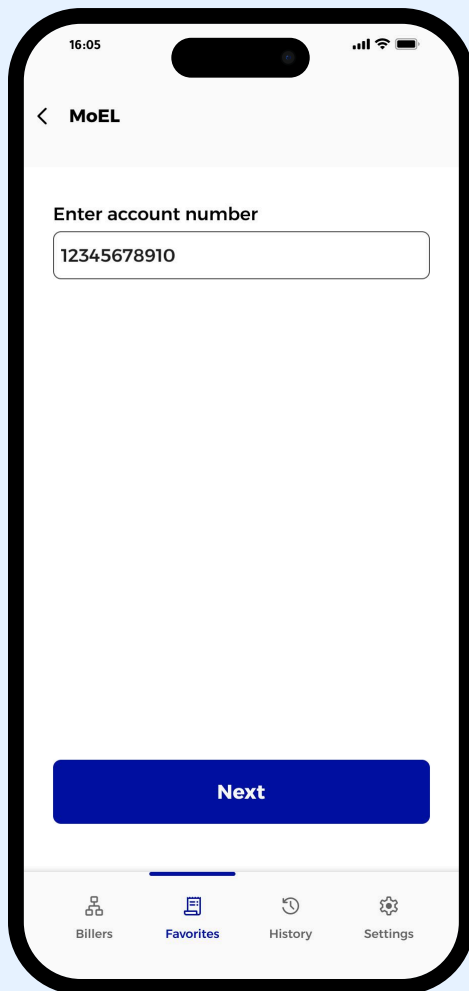 16:05
MoEL
Enter account number
12345678910
Next
Billers Favorites History Settings